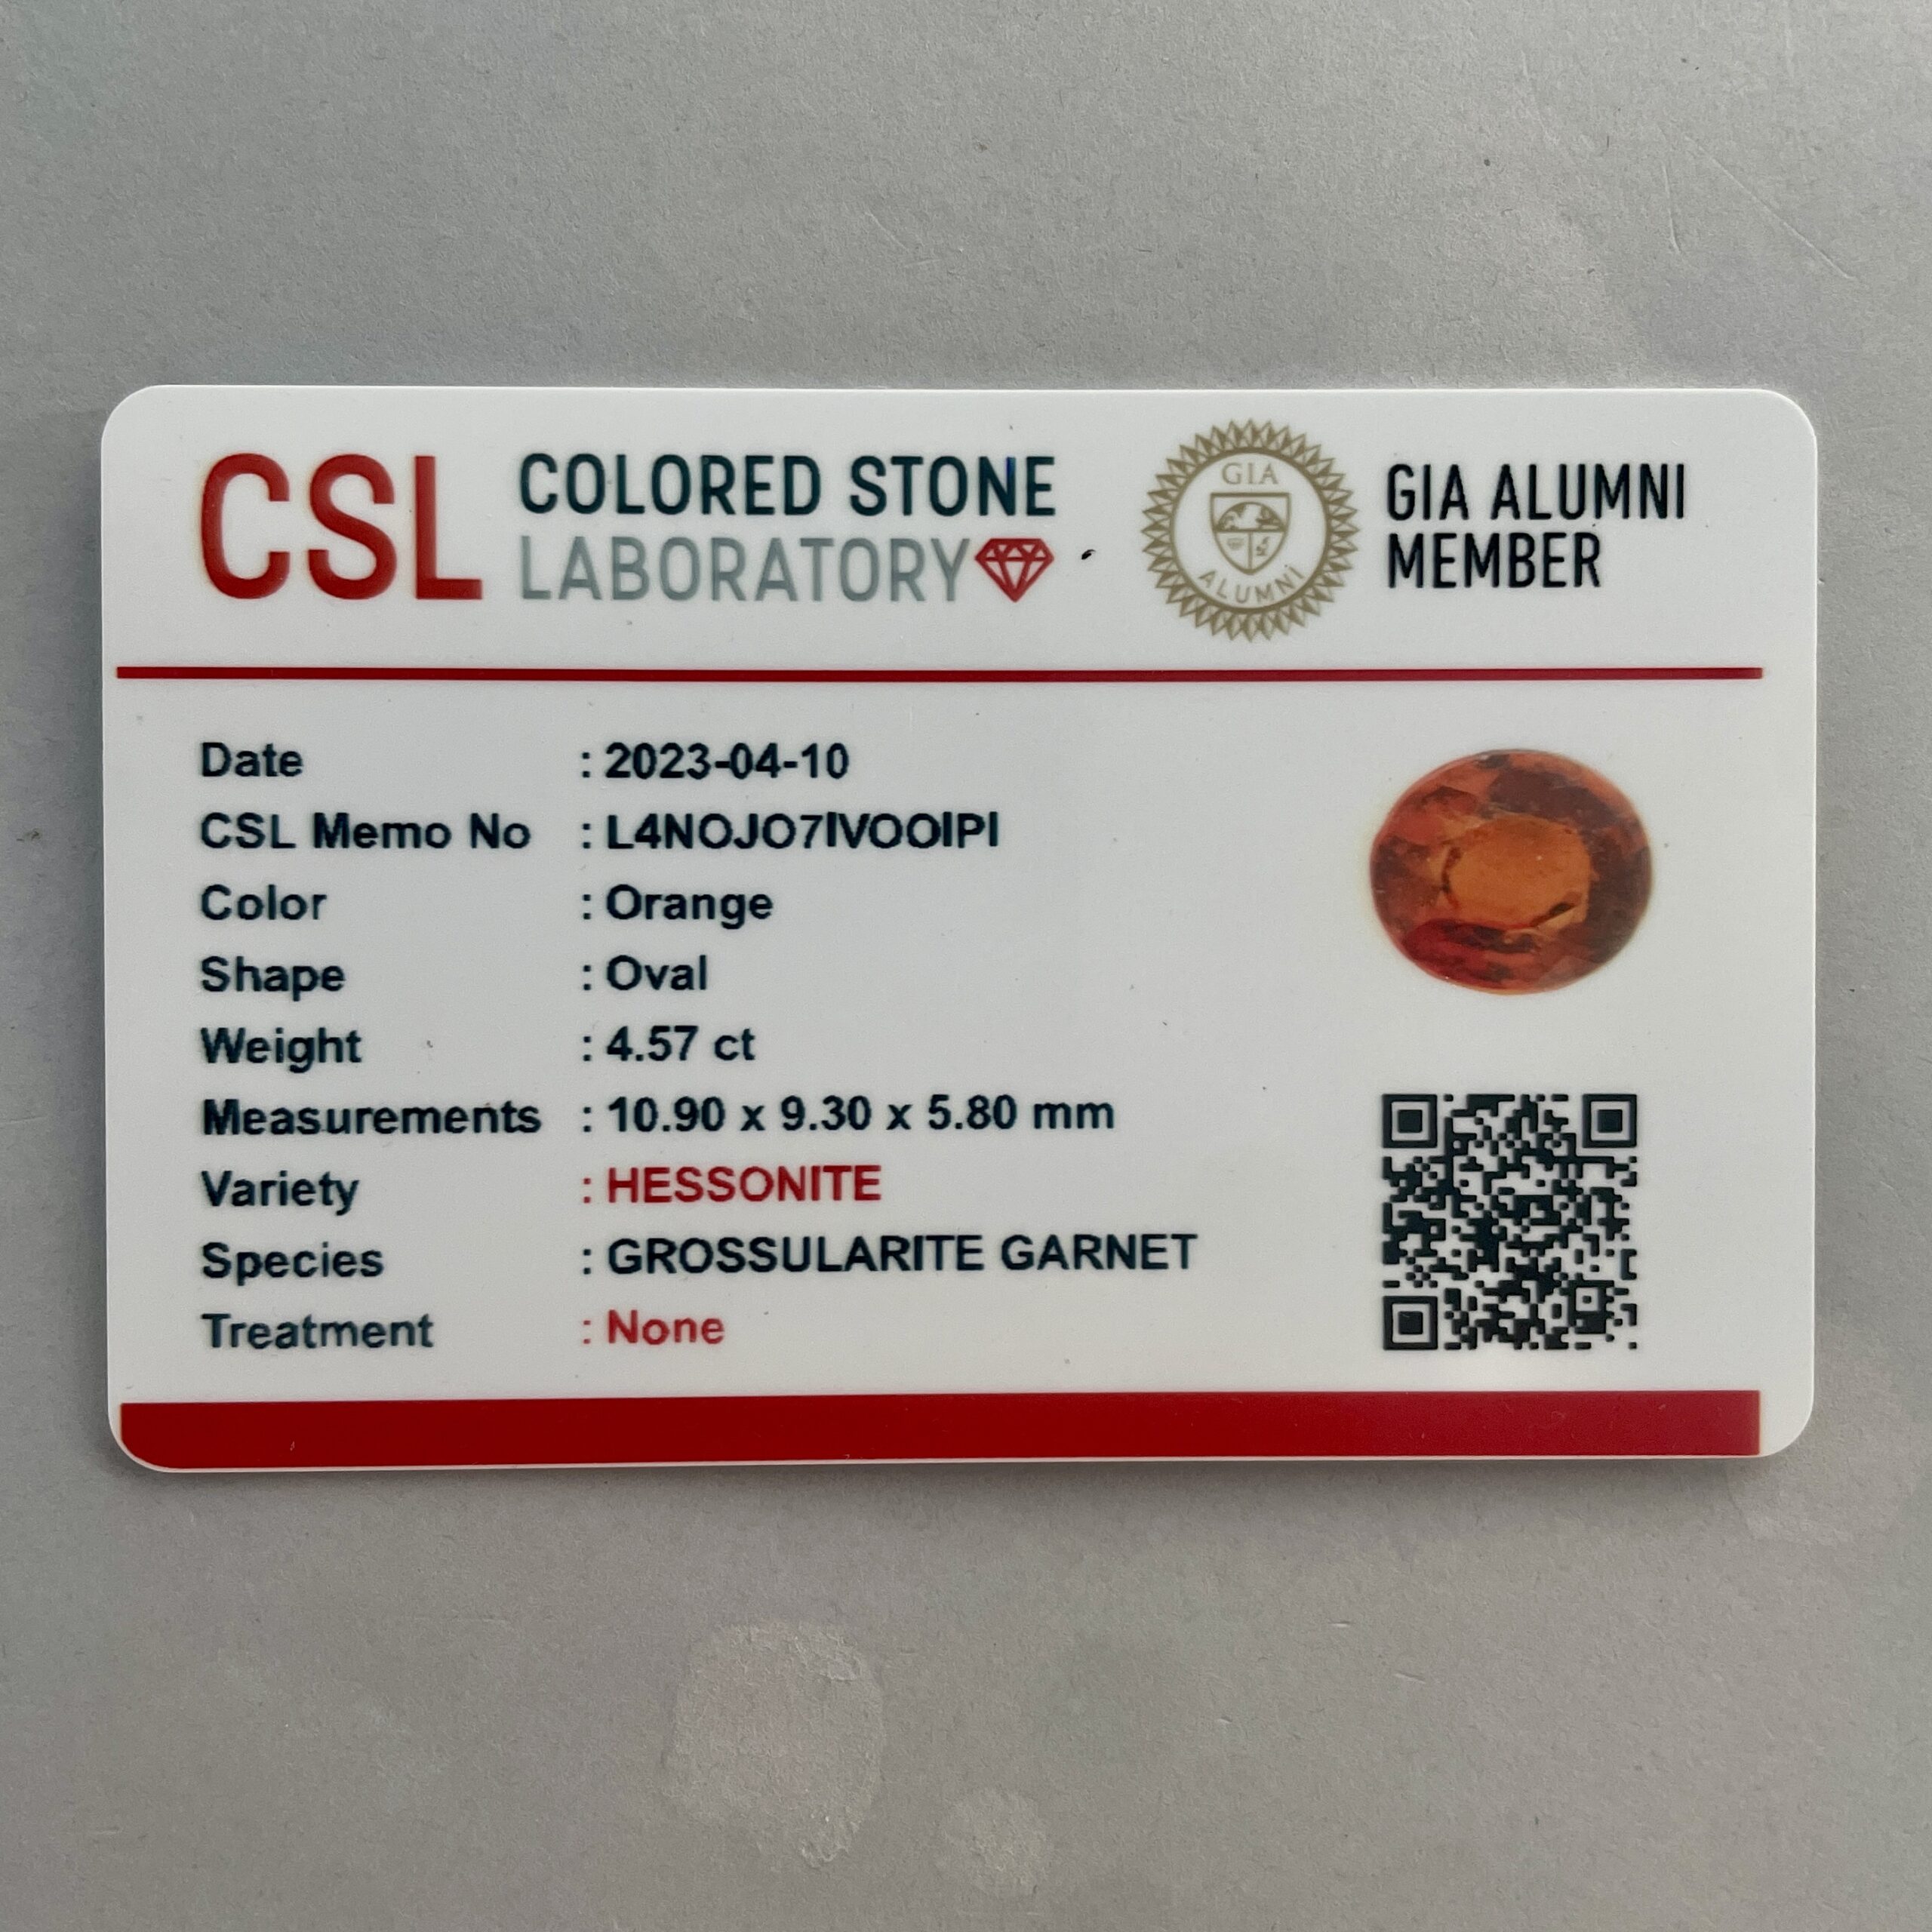 CSL COLORED STONE LABORATORY
GIA ALUMNI
GIA ALUMNI MEMBER
Date : 2023-04-10
CSL Memo No : L4NOJO7IVOOIPI
Color : Orange
Shape : Oval
Weight : 4.57 ct
Measurements : 10.90 x 9.30 x 5.80 mm
Variety : HESSONITE
Species : GROSSULARITE GARNET
Treatment : None